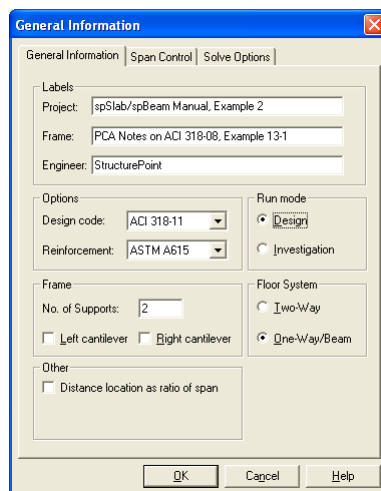 General Information
General Information Span Control Solve Options
Labels
Project: spSlab/spBeam Manual, Example 2
Frame: PCA Notes on ACI 318-08, Example 13-1
Engineer: StructurePoint
Options
Design code: ACI 318-11
Reinforcement: ASTM A615
Run mode
Design
Investigation
Frame
No. of Supports: 2
Left cantilever Right cantilever
Floor System
Two-Way
One-Way/Beam
Other
Distance location as ratio of span
OK Cancel Help